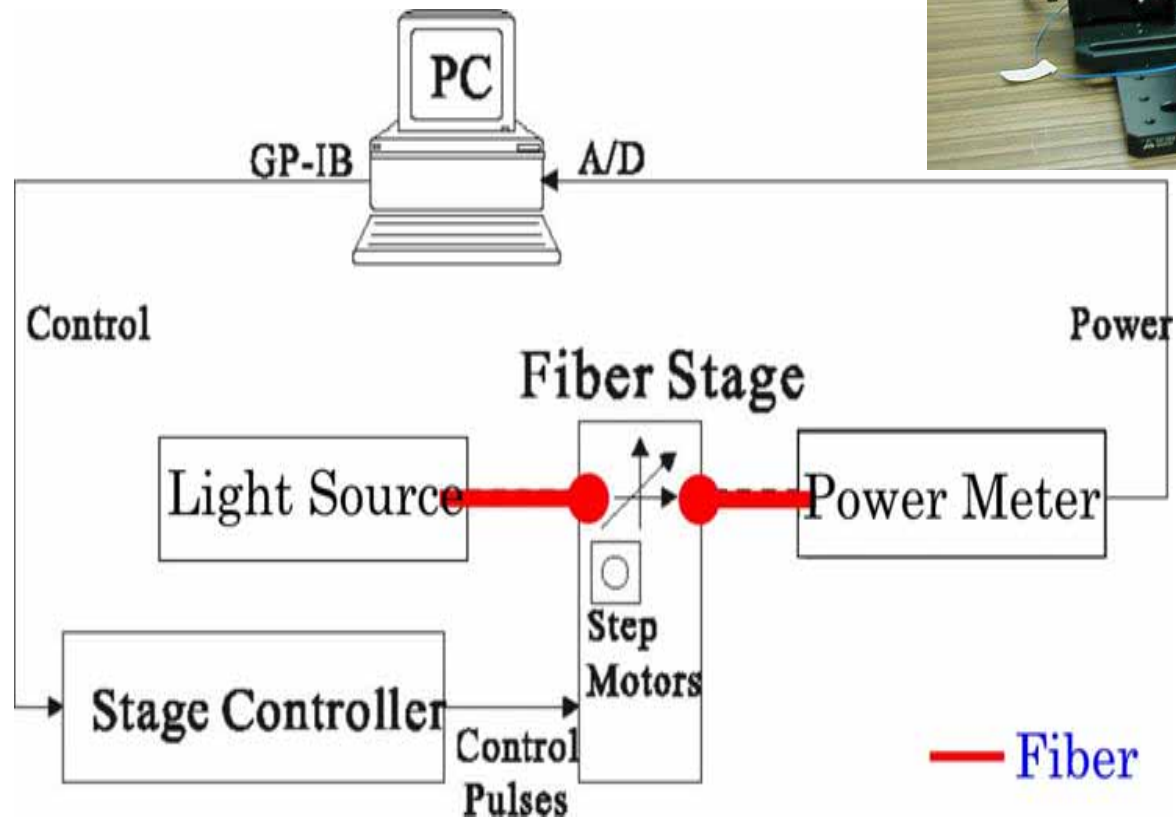 PC
GP-IB
A/D
Control
Power
Fiber Stage
Light Source
Power Meter
Step
Motors
Stage Controller
Control
Pulses
Fiber